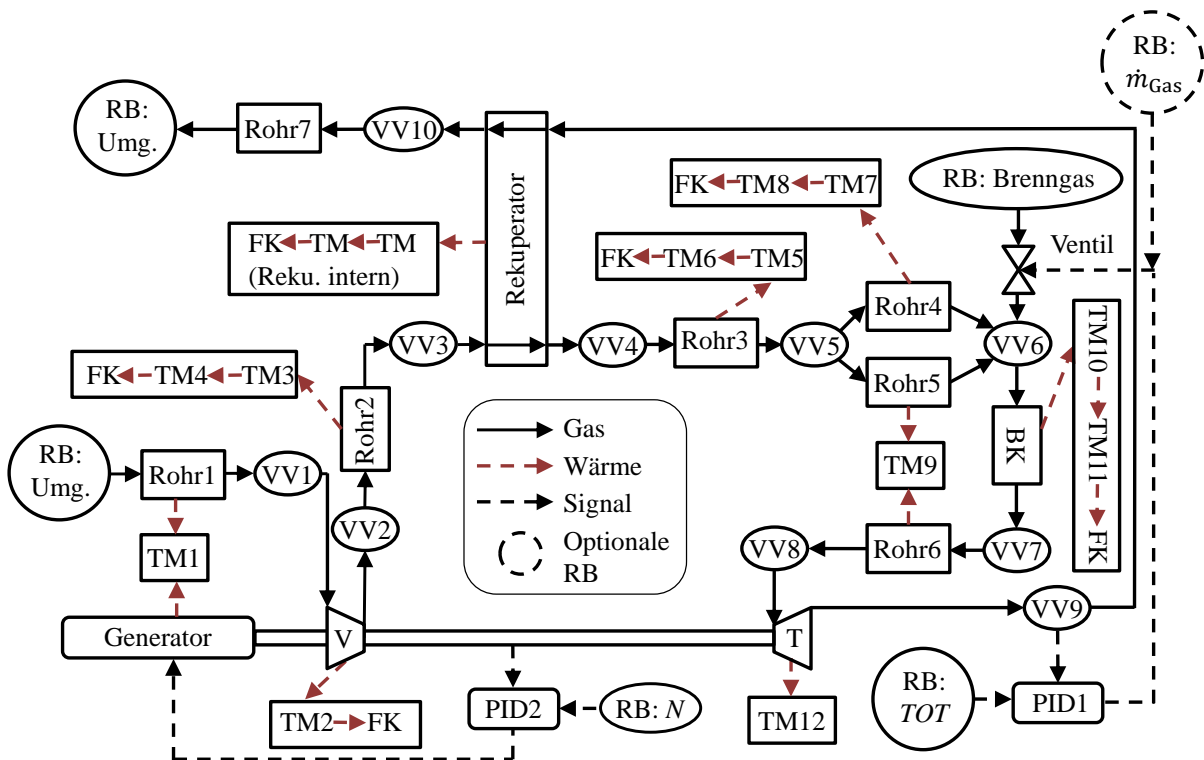 RB:
ṁGas
RB:
Umg.
Rohr7
VV10
Rekuperator
FK TM8 TM7
RB: Brenngas
Ventil
FK TM TM
(Reku. intern)
FK TM6 TM5
Rohr4
VV3
VV4
Rohr3
VV5
VV6
Rohr5
FK TM4 TM3
Rohr2
BK
TM10 TM11 FK
TM9
RB:
Umg.
Rohr1
VV1
VV2
Gas
Wärme
Signal
Optionale
RB
VV8
Rohr6
VV7
TM1
VV9
Generator
V
T
TM2 FK
PID2
RB: N
TM12
RB:
TOT
PID1